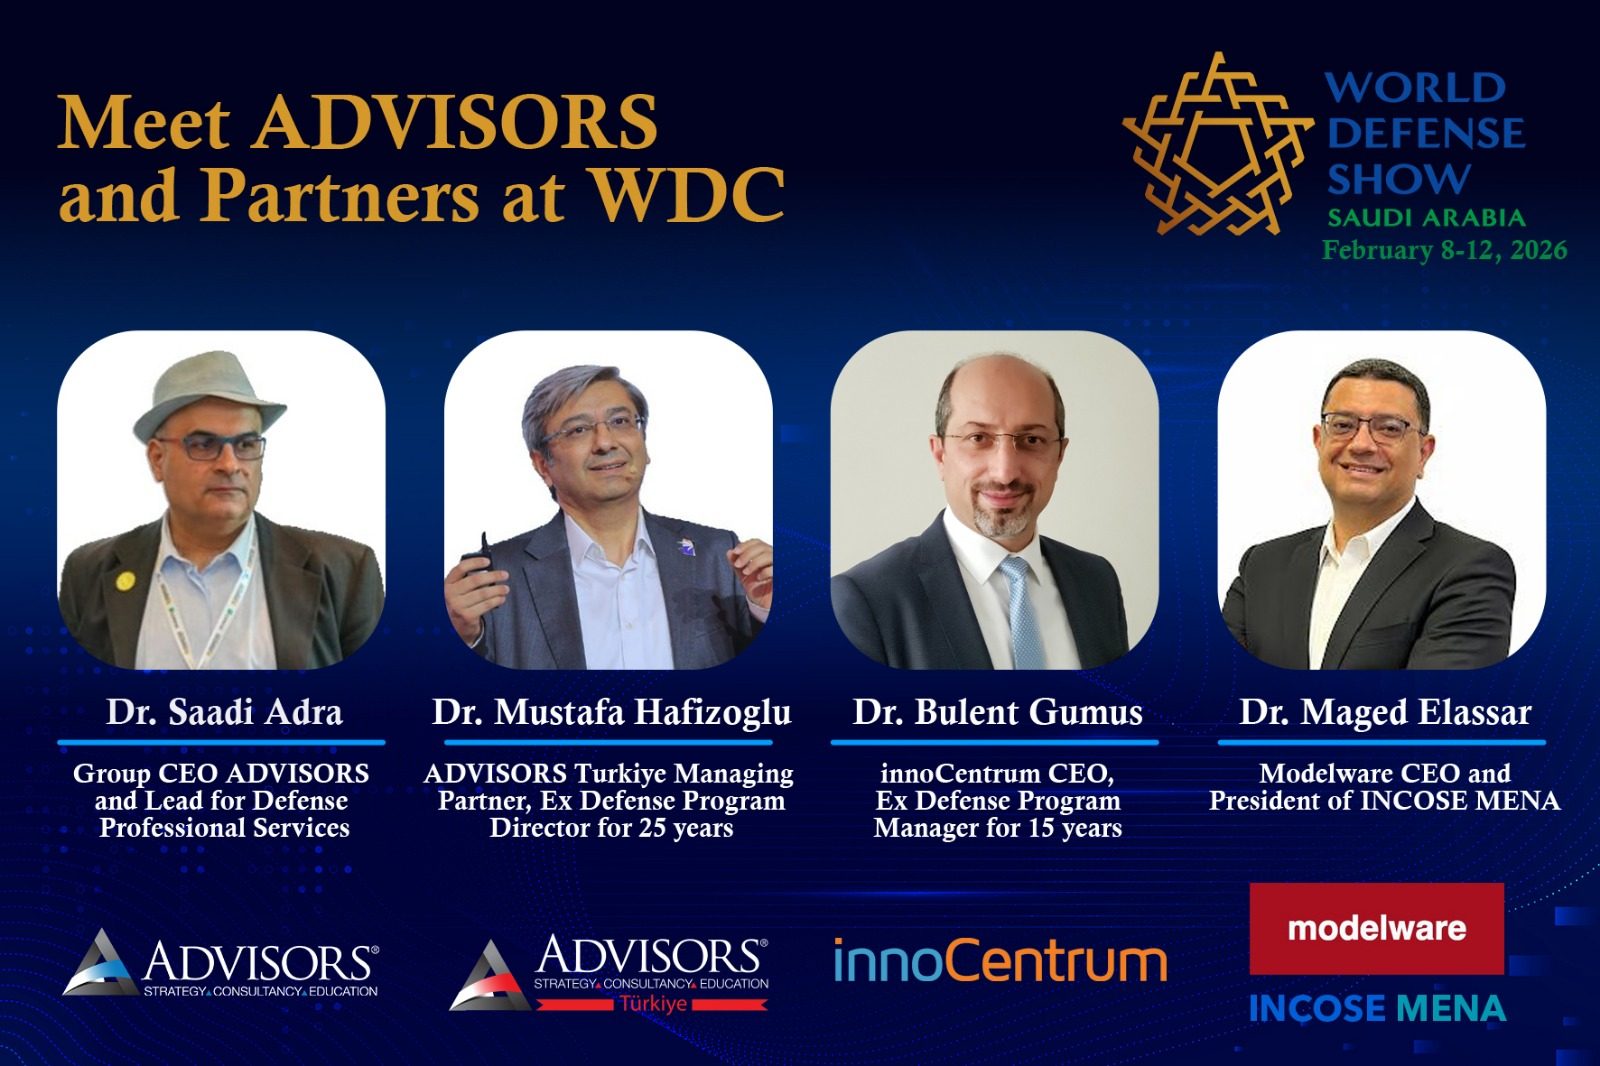 Meet ADVISORS
and Partners at WDC
WORLD
DEFENSE
SHOW
SAUDI ARABIA
February 8-12, 2026
Dr. Saadi Adra
Group CEO ADVISORS
and Lead for Defense
Professional Services
Dr. Mustafa Hafizoglu
ADVISORS Turkiye Managing
Partner, Ex Defense Program
Director for 25 years
Dr. Bulent Gumus
innoCentrum CEO,
Ex Defense Program
Manager for 15 years
Dr. Maged Elassar
Modelware CEO and
President of INCOSE MENA
ADVISORS®
STRATEGY▲CONSULTANCY▲EDUCATION
ADVISORS®
STRATEGY▲CONSULTANCY▲EDUCATION
Türkiye
innoCentrum
modelware
INCOSE MENA